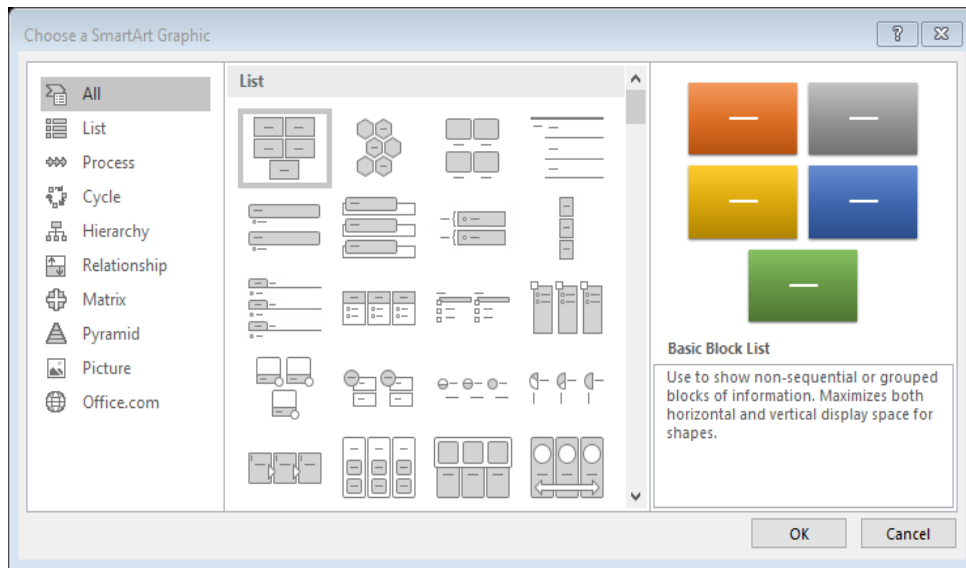 Choose a SmartArt Graphic
All
List
Process
Cycle
Hierarchy
Relationship
Matrix
Pyramid
Picture
Office.com
List
Basic Block List
Use to show non-sequential or grouped
blocks of information. Maximizes both
horizontal and vertical display space for
shapes.
OK
Cancel